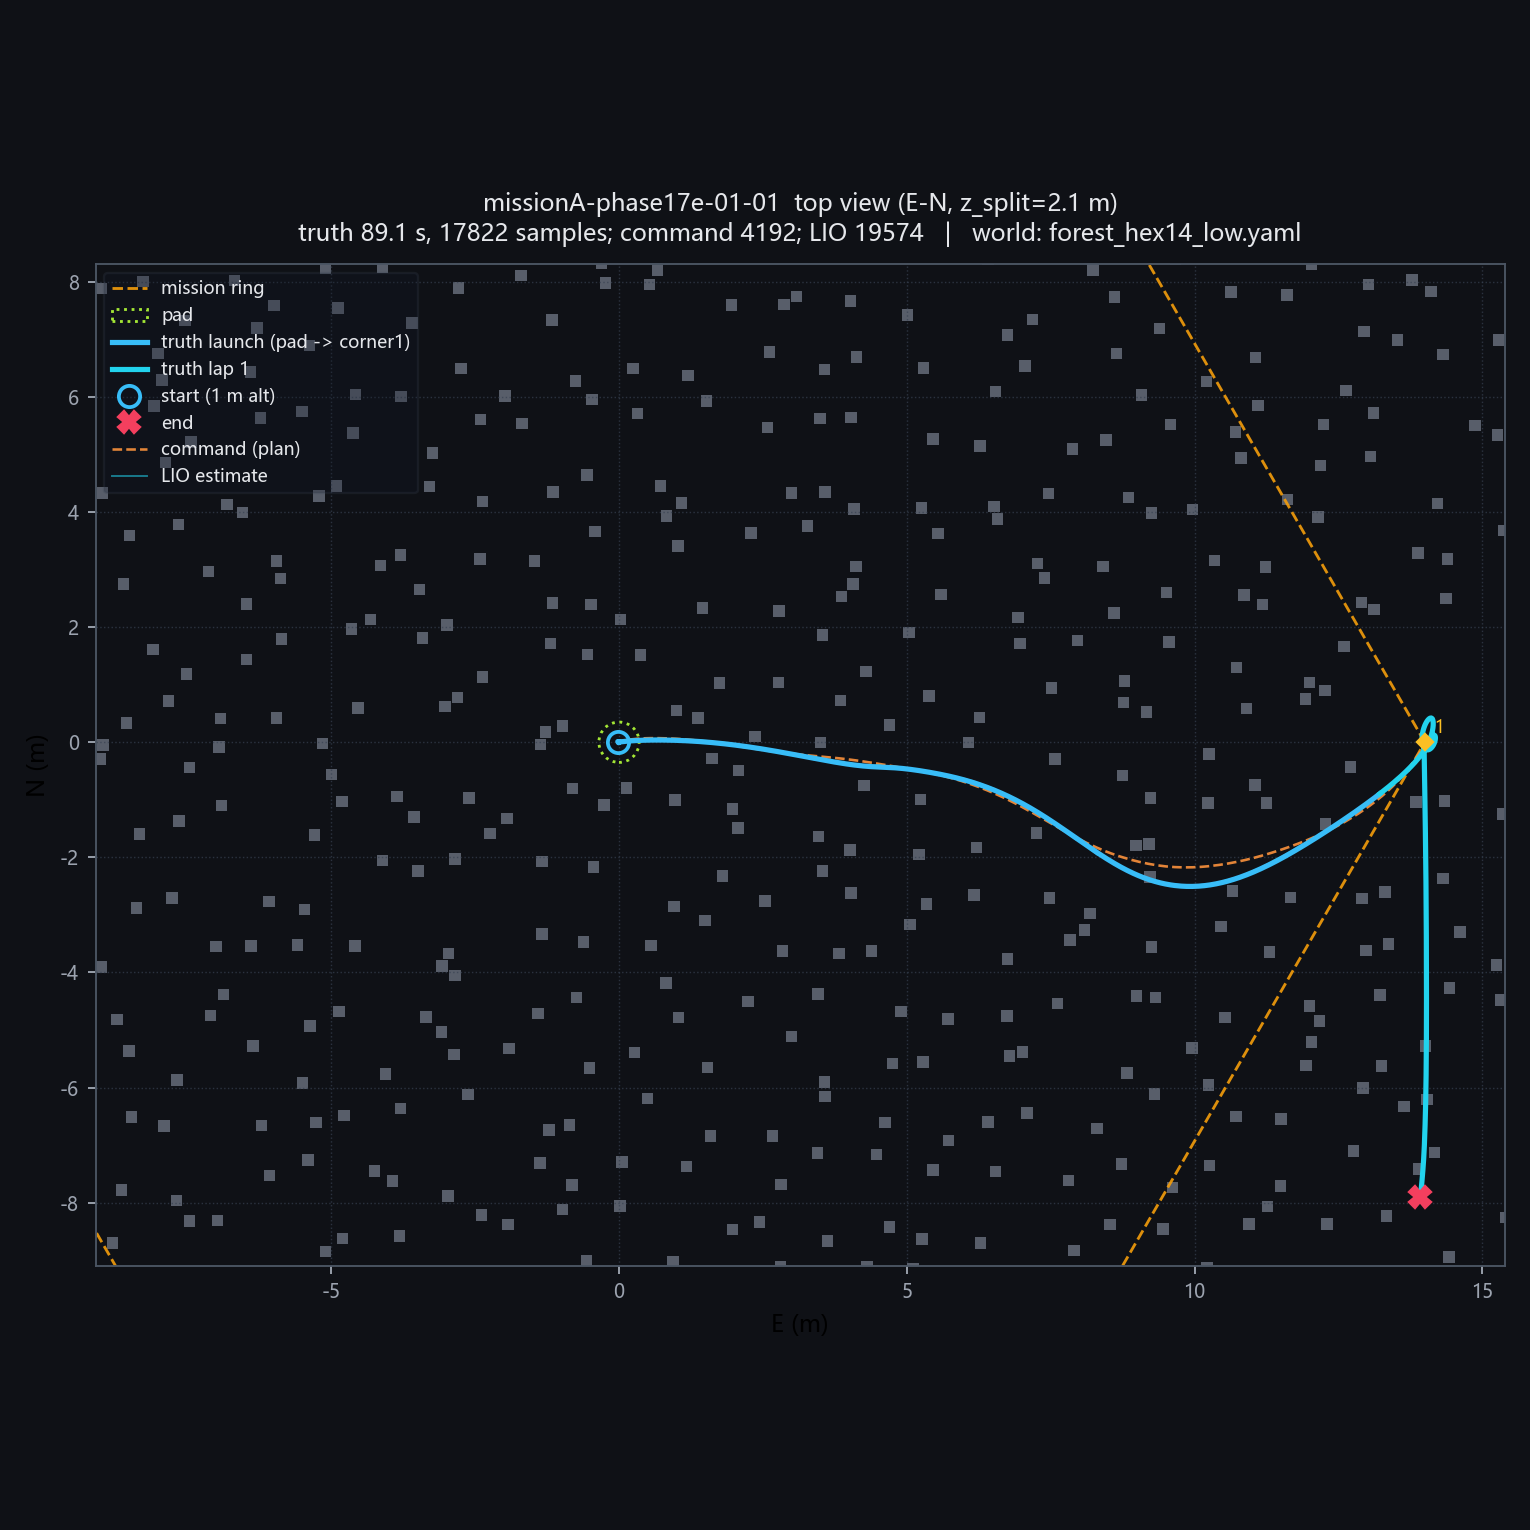 missionA-phase17e-01-01  top view (E-N, z_split=2.1 m)
truth 89.1 s, 17822 samples; command 4192; LIO 19574   |   world: forest_hex14_low.yaml
mission ring
pad
truth launch (pad -> corner1)
truth lap 1
start (1 m alt)
end
command (plan)
LIO estimate
8
6
4
2
0
-2
-4
-6
-8
N (m)
1
-5
0
5
10
15
E (m)